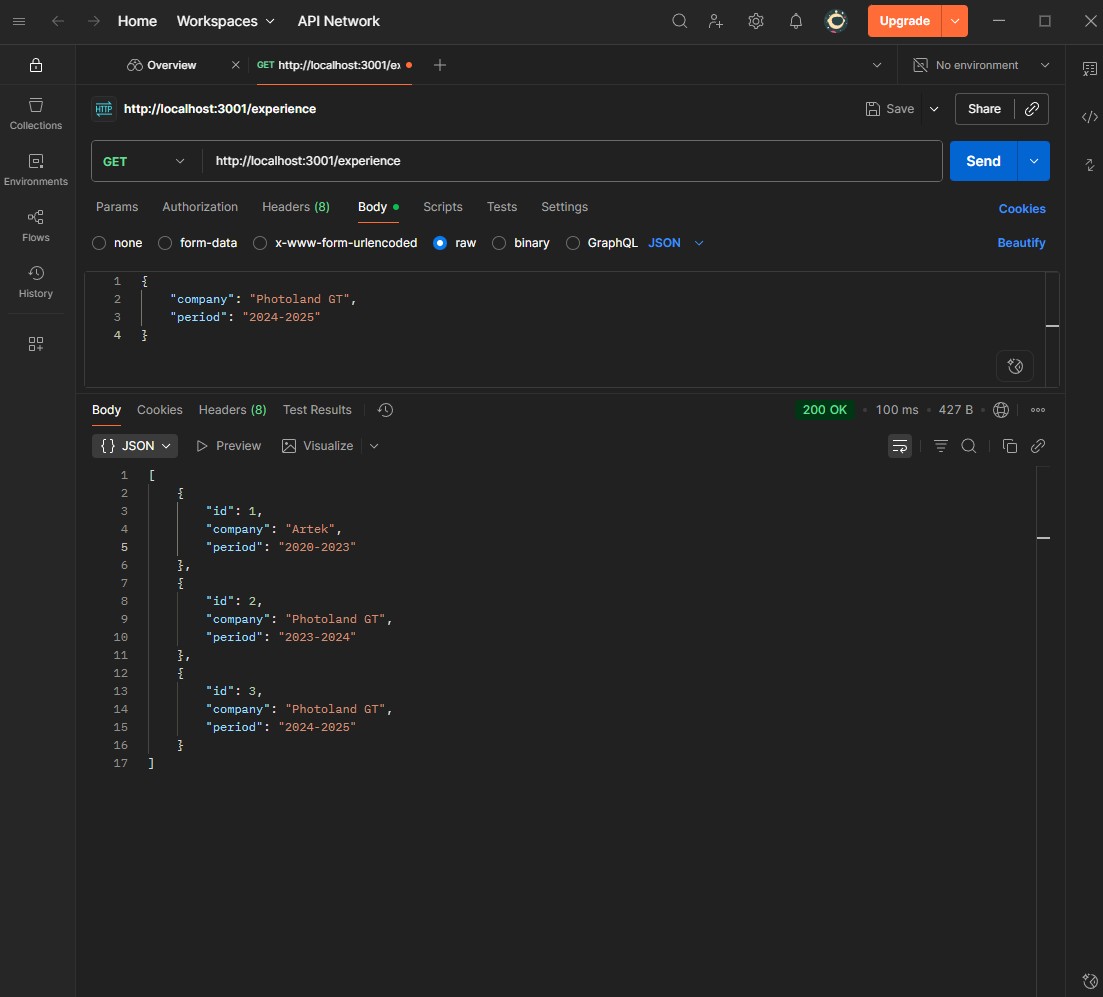 Home Workspaces API Network Upgrade
Overview GET http://localhost:3001/ex No environment
HTTP http://localhost:3001/experience Save Share
GET http://localhost:3001/experience Send
Params Authorization Headers (8) Body Scripts Tests Settings Cookies
none form-data x-www-form-urlencoded raw binary GraphQL JSON Beautify
Collections
Environments
Flows
History
1 {
2 "company": "Photoland GT",
3 "period": "2024-2025"
4 }
Body Cookies Headers (8) Test Results 200 OK • 100 ms • 427 B
{} JSON Preview Visualize
1 [
2 {
3 "id": 1,
4 "company": "Artek",
5 "period": "2020-2023"
6 },
7 {
8 "id": 2,
9 "company": "Photoland GT",
10 "period": "2023-2024"
11 },
12 {
13 "id": 3,
14 "company": "Photoland GT",
15 "period": "2024-2025"
16 }
17 ]